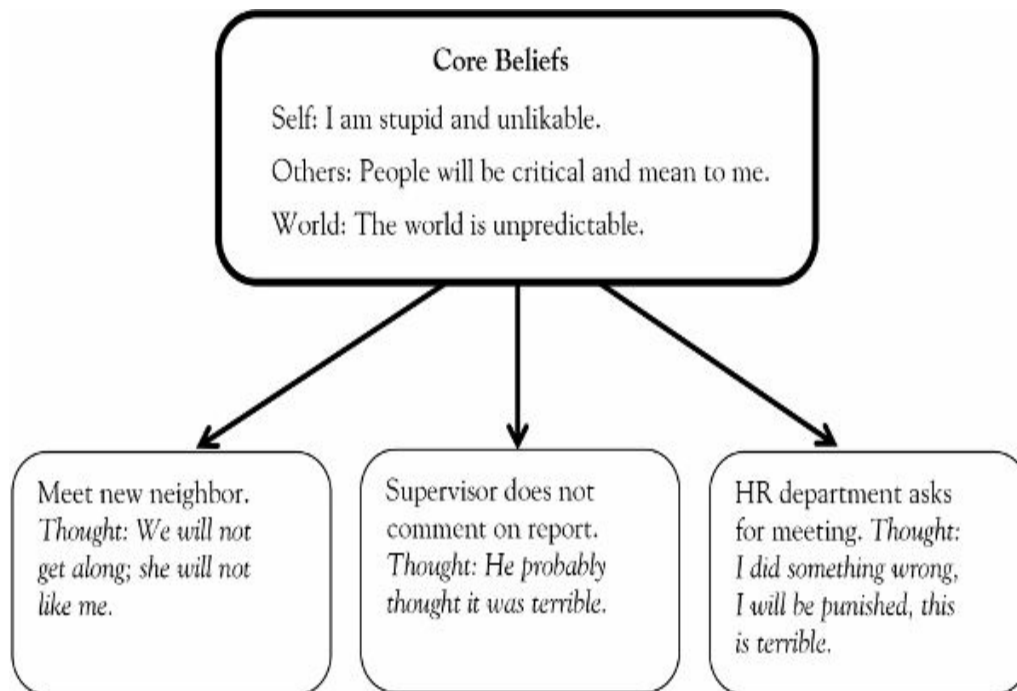 Core Beliefs
Self: I am stupid and unlikable.
Others: People will be critical and mean to me.
World: The world is unpredictable.
Meet new neighbor.
Thought: We will not
get along; she will not
like me.
Supervisor does not
comment on report.
Thought: He probably
thought it was terrible.
HR department asks
for meeting. Thought:
I did something wrong,
I will be punished, this
is terrible.